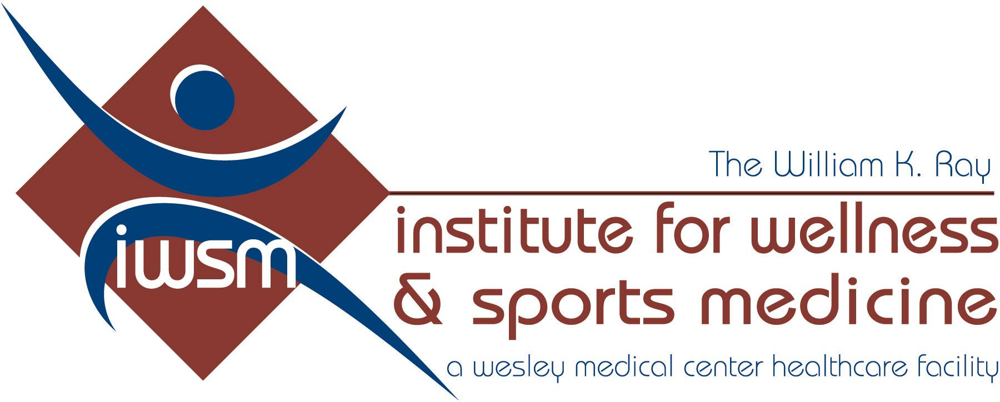 iwsm
The William K. Ray
institute for wellness
& sports medicine
a wesley medical center healthcare facility